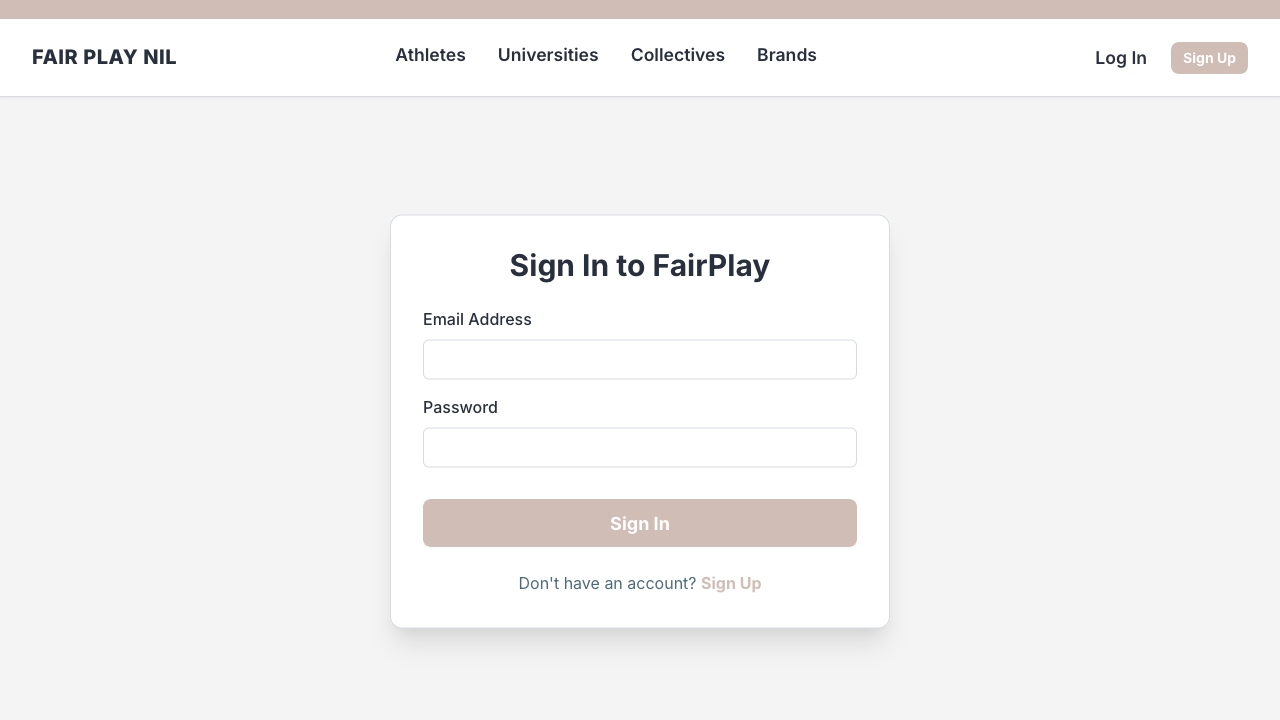 FAIR PLAY NIL
Athletes Universities Collectives Brands
Log In Sign Up
Sign In to FairPlay
Email Address
Password
Sign In
Don't have an account? Sign Up